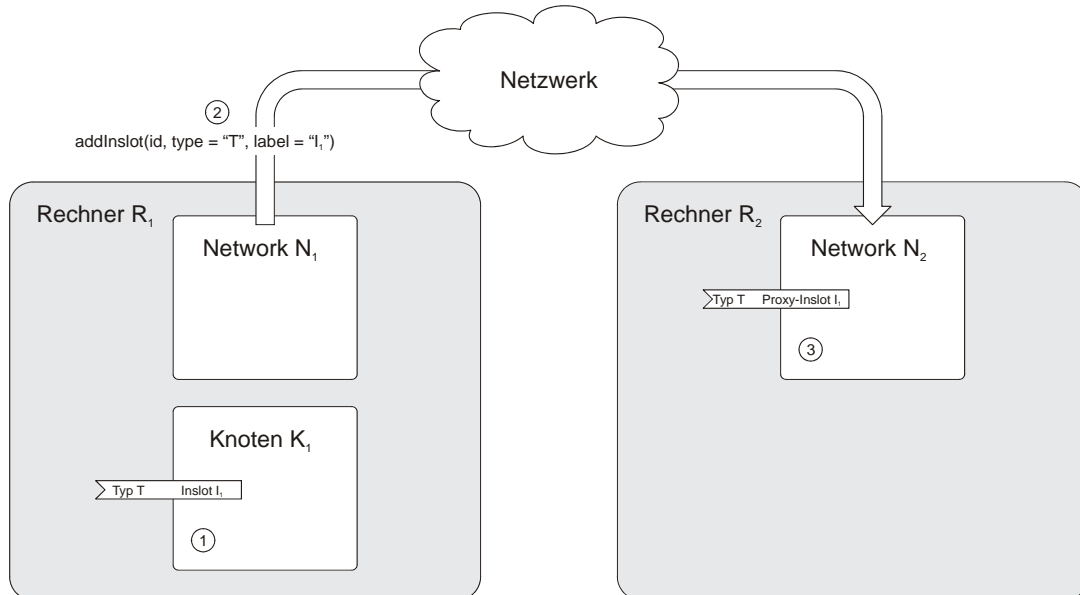 Netzwerk
②
addInslot(id, type = “T”, label = “I₁”)
Rechner R₁
Network N₁
Knoten K₁
Typ T Inslot I₁
①
Rechner R₂
Network N₂
Typ T Proxy-Inslot I₁
③